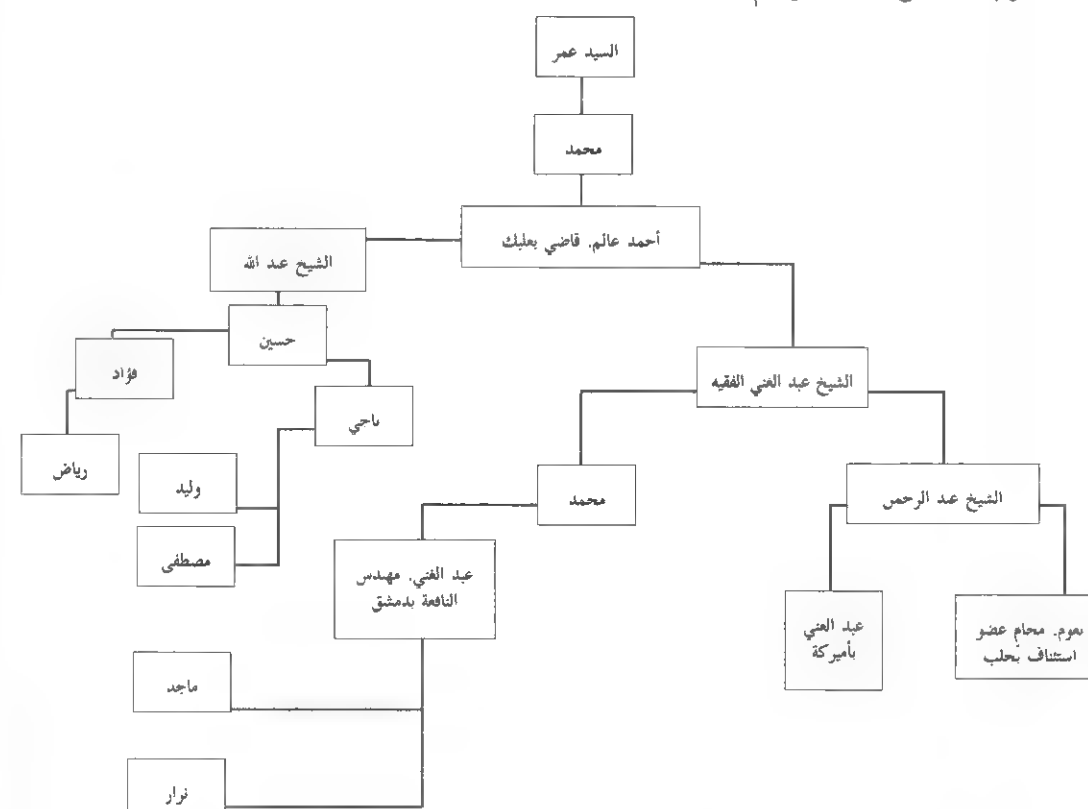 السيد عمر
محمد
أحمد عالم. قاضي بعلبك
الشيخ عبد الله
حسين
فؤاد
الشيخ عبد الغني الفقيه
ناجي
رياض
وليد
محمد
الشيخ عبد الرحمن
مصطفى
عبد الغني. مهندس
النافعة بدمشق
عبد الغني
بأميركة
نعوم. محامٍ عضو
استئناف بحلب
ماجد
نزار